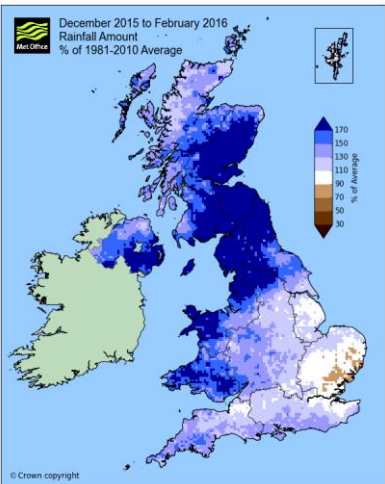 Met Office
December 2015 to February 2016
Rainfall Amount
% of 1981-2010 Average
170
150
130
110
90
70
50
30
% of Average
© Crown copyright